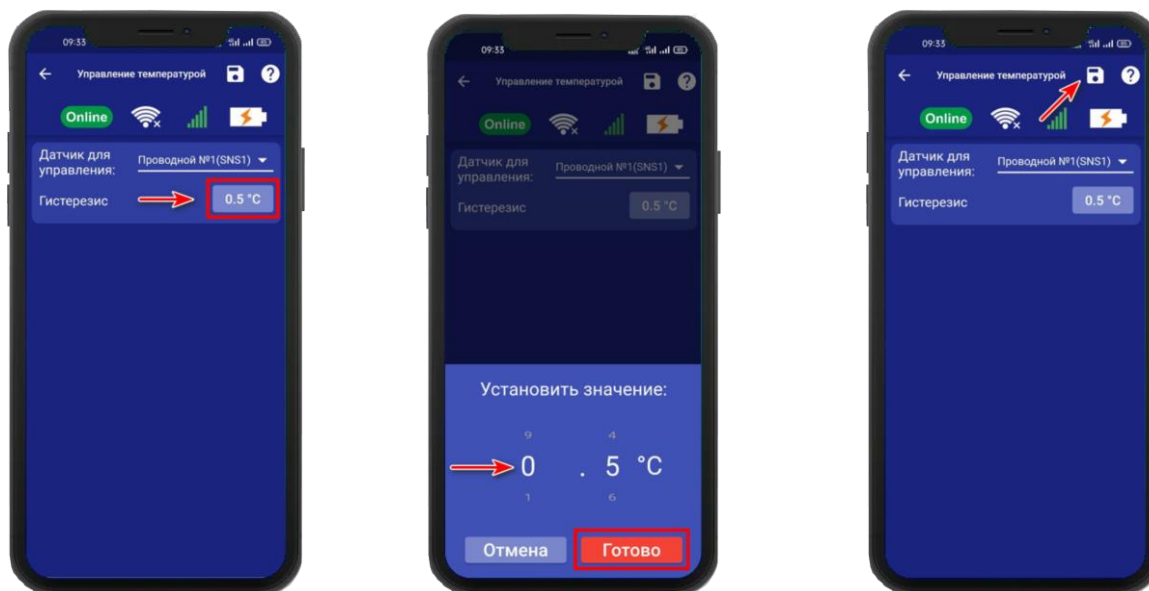 09:33
Управление температурой
Online
Датчик для
управления:
Проводной №1(SNS1)
Гистерезис
0.5 °C
09:33
Управление температурой
Online
Датчик для
управления:
Проводной №1(SNS1)
Гистерезис
0.5 °C
Установить значение:
9 4
0 . 5 °C
1 6
Отмена Готово
09:33
Управление температурой
Online
Датчик для
управления:
Проводной №1(SNS1)
Гистерезис
0.5 °C